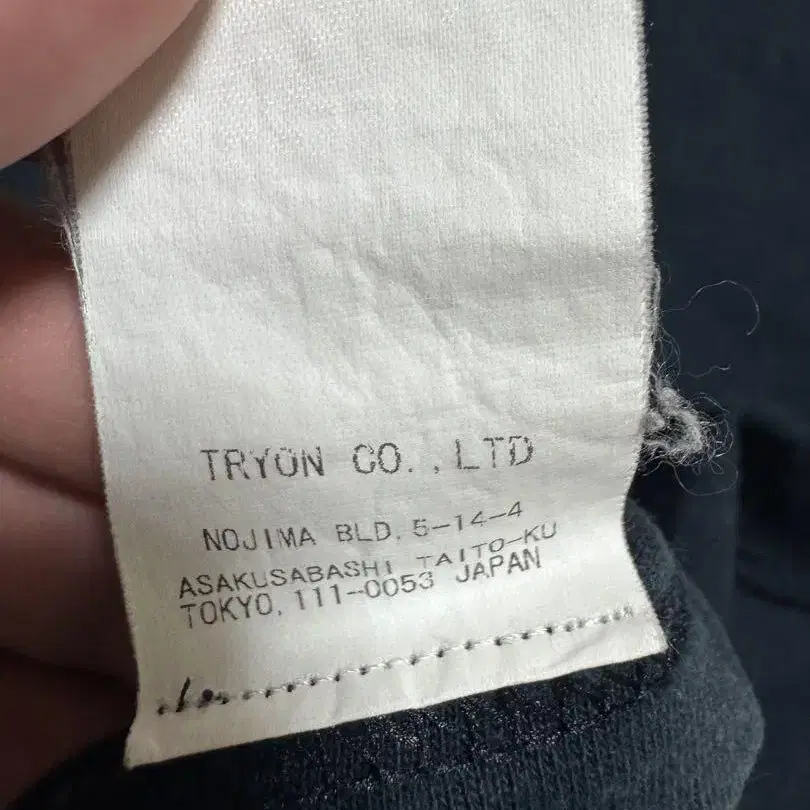 TRYON CO.,LTD
NOJIMA BLD.5-14-4
ASAKUSABASHI TAITO-KU
TOKYO.111-0053 JAPAN